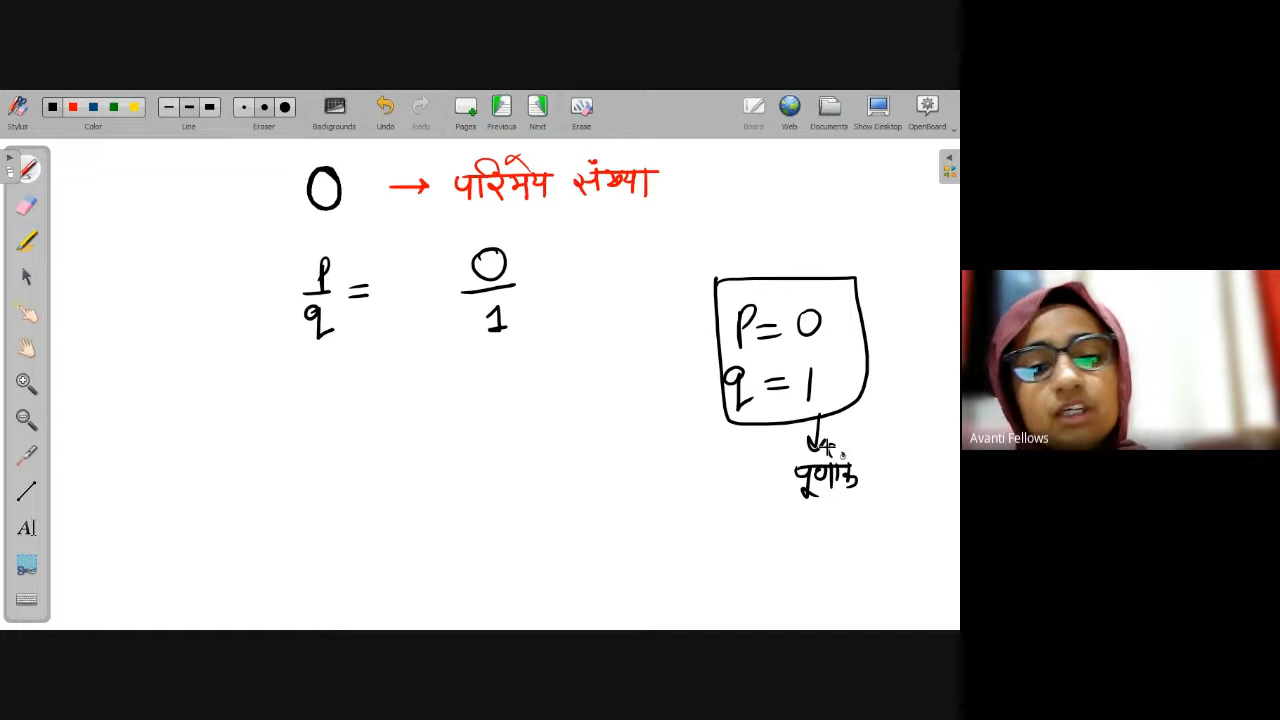 Stylus Color Line Eraser Backgrounds Undo Redo Pages Previous Next Erase Board Web Documents Show Desktop OpenBoard
0 → परिमेय संख्या
p/q = 0/1
P = 0
q = 1
पूर्णांक
Avanti Fellows